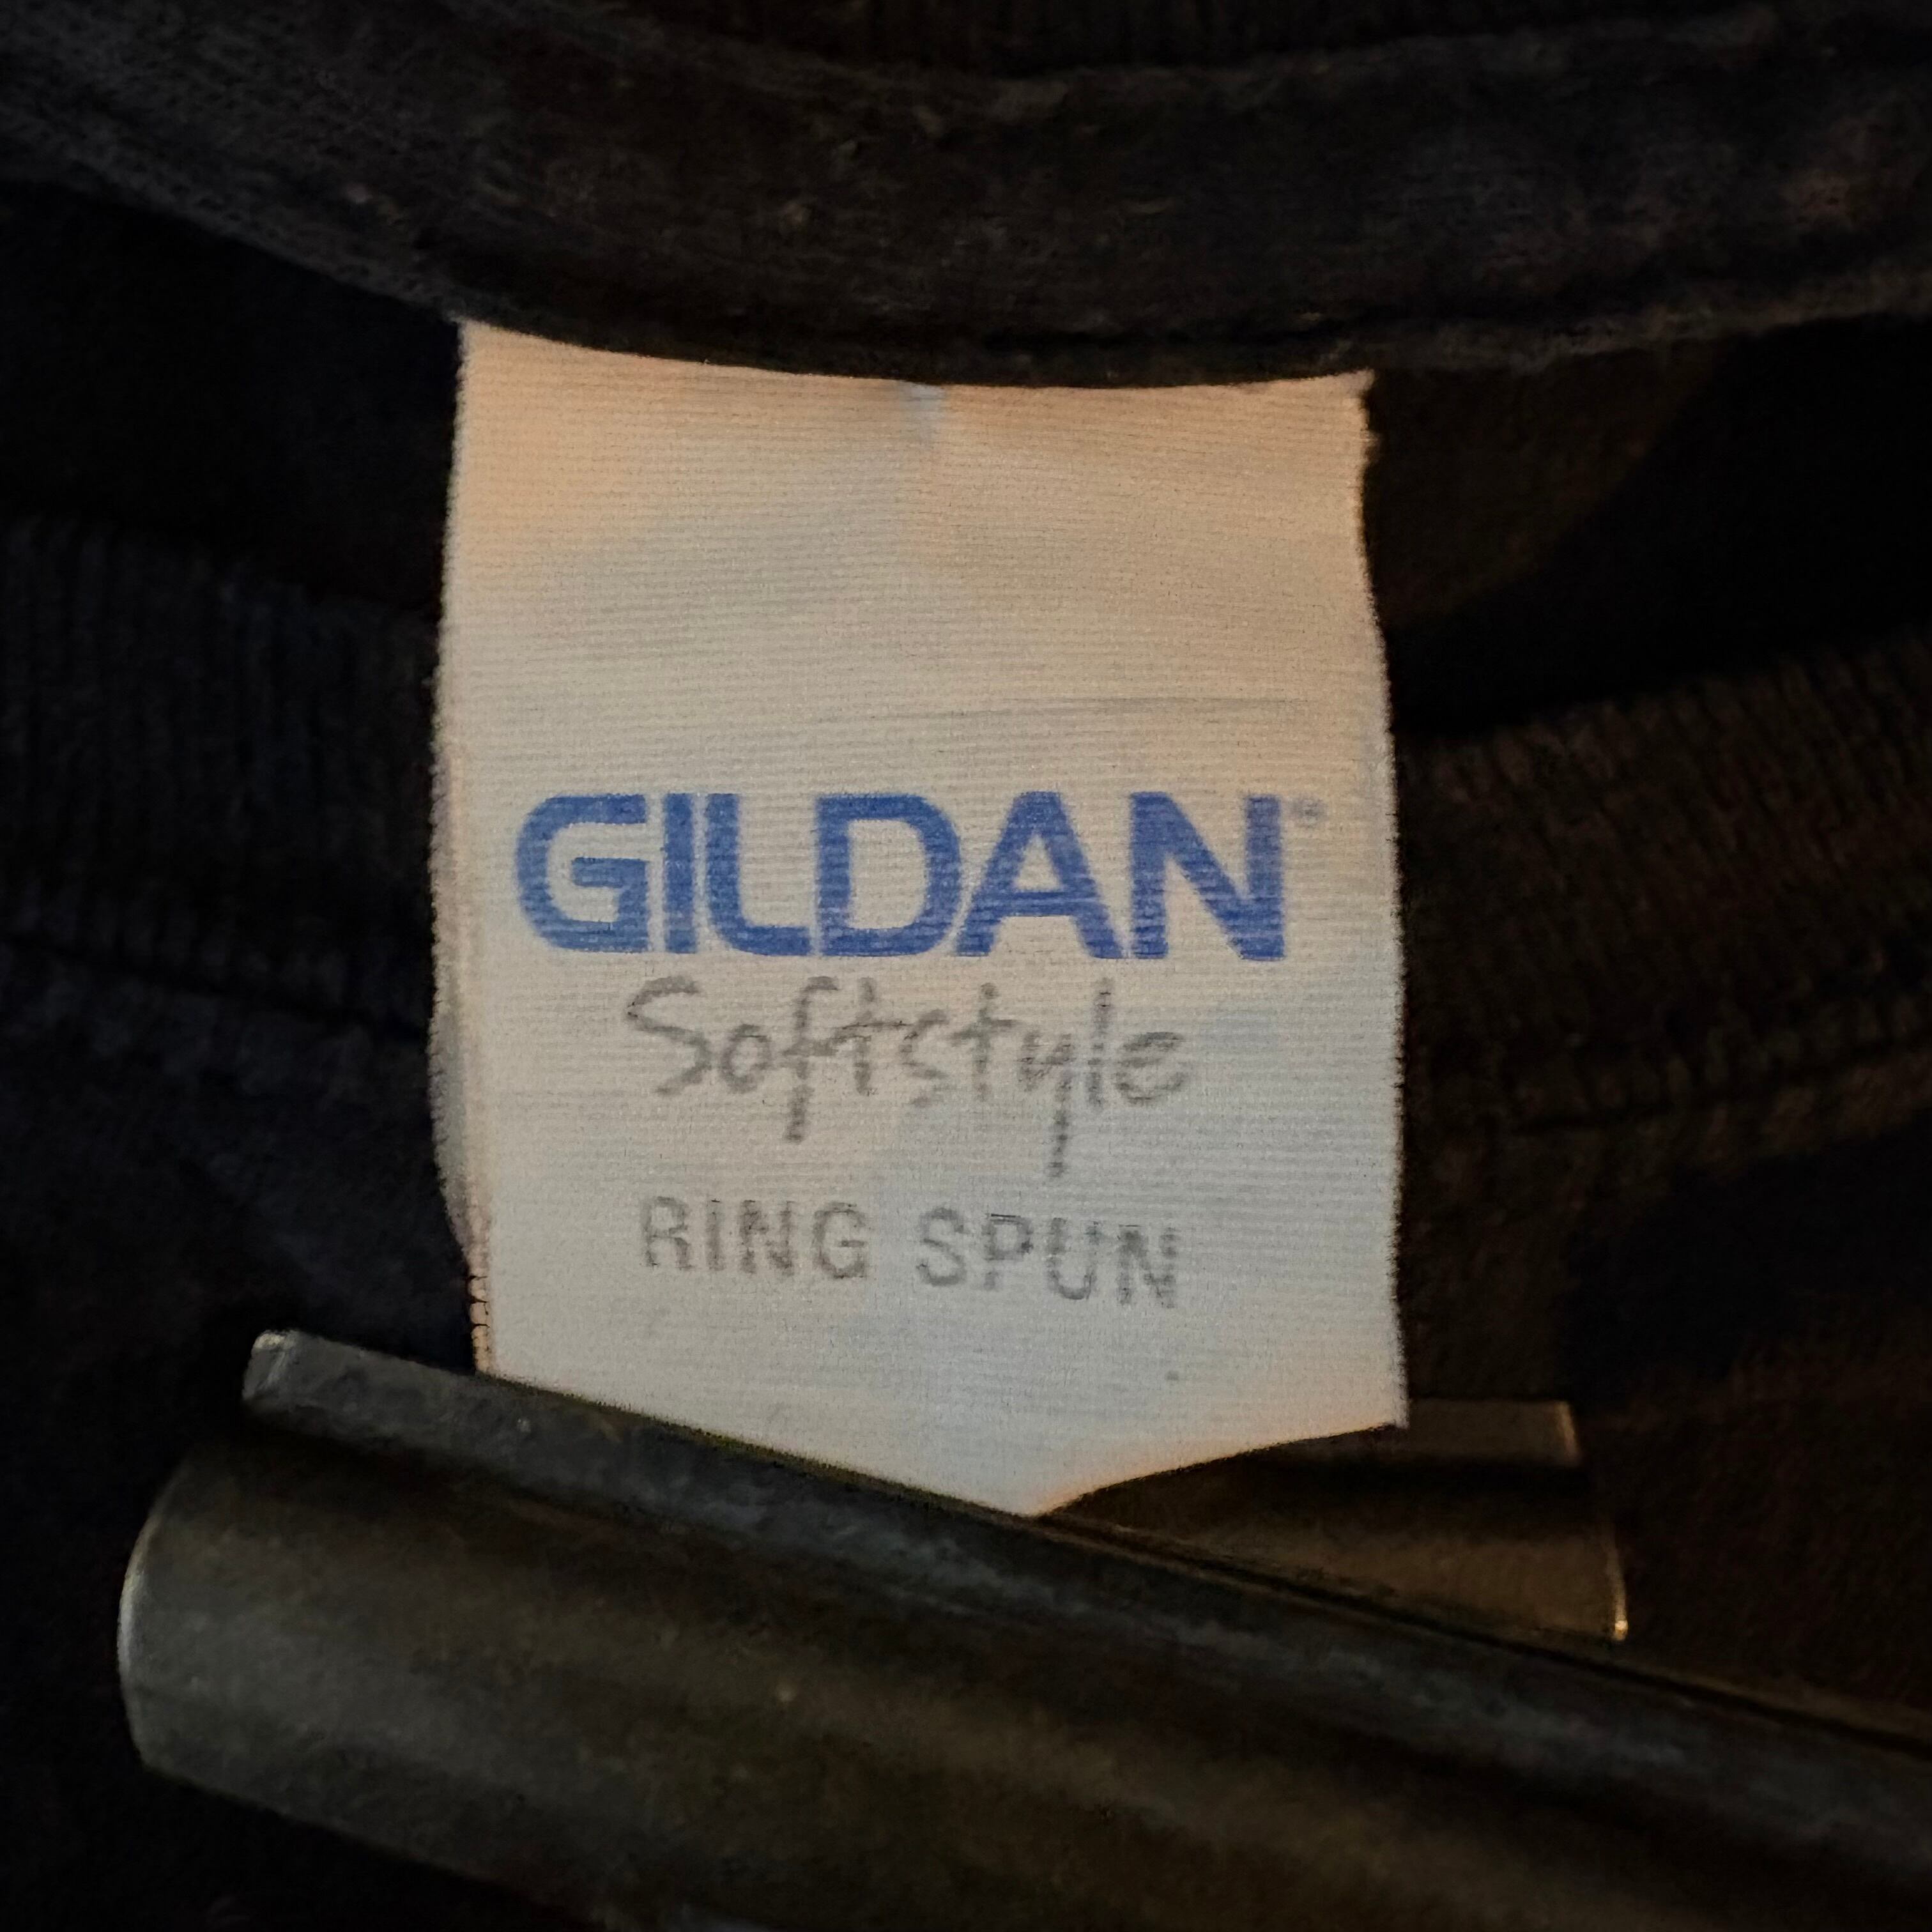 GILDAN
Softstyle
RING SPUN